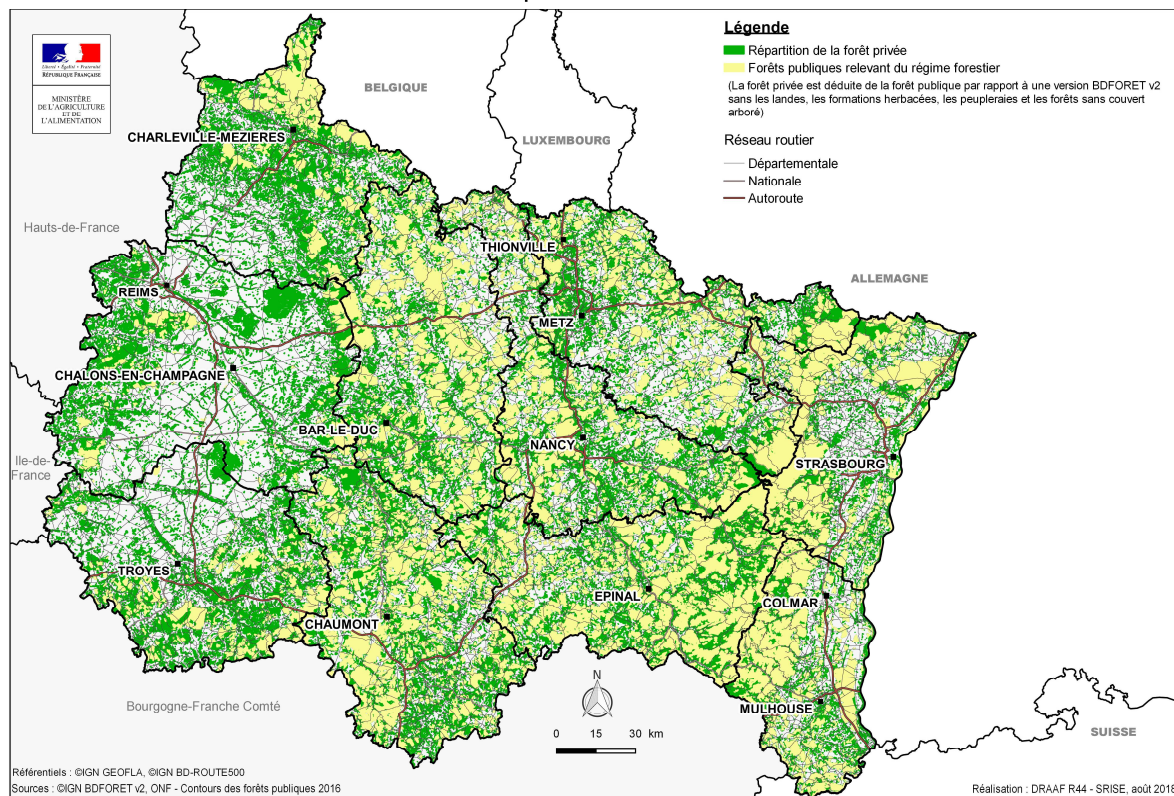 Liberté • Égalité • Fraternité
RÉPUBLIQUE FRANÇAISE
MINISTÈRE
DE L'AGRICULTURE
ET DE
L'ALIMENTATION
Légende
Répartition de la forêt privée
Forêts publiques relevant du régime forestier
(La forêt privée est déduite de la forêt publique par rapport à une version BDFORET v2
sans les landes, les formations herbacées, les peupleraies et les forêts sans couvert
arboré)
Réseau routier
Départementale
Nationale
Autoroute
BELGIQUE
LUXEMBOURG
CHARLEVILLE-MEZIERES
Hauts-de-France
THIONVILLE
ALLEMAGNE
REIMS
METZ
CHALONS-EN-CHAMPAGNE
BAR-LE-DUC
NANCY
Ile-de-
France
STRASBOURG
TROYES
EPINAL
COLMAR
CHAUMONT
N
Bourgogne-Franche Comté
MULHOUSE
SUISSE
0 15 30 km
Référentiels : ©IGN GEOFLA, ©IGN BD-ROUTE500
Sources : ©IGN BDFORET v2, ONF - Contours des forêts publiques 2016
Réalisation : DRAAF R44 - SRISE, août 2018